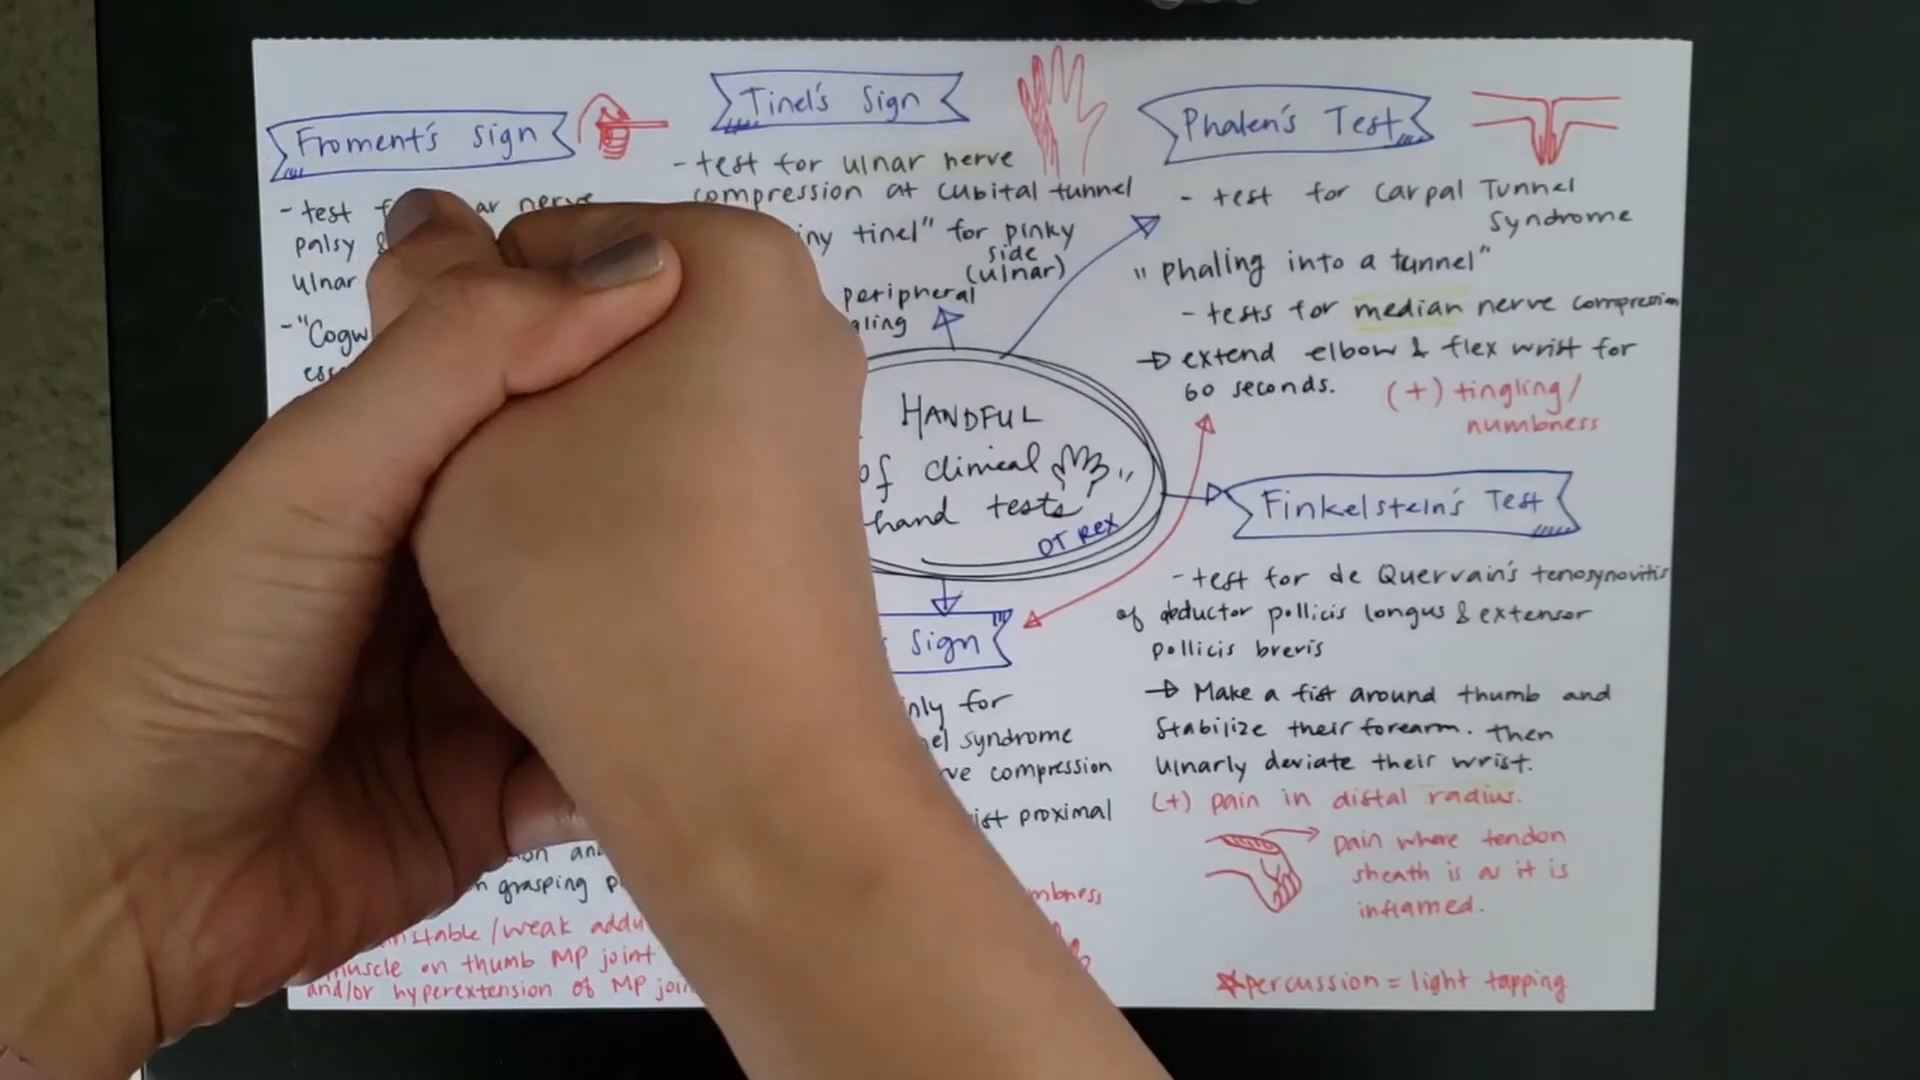 Froment's Sign
- test
palsy
ulnar
- "Cogw
Tinel's Sign
- test for ulnar nerve
compression at cubital tunnel
iny tinel" for pinky
side
(ulnar)
peripheral
gling
Phalen's Test
- test for Carpal Tunnel
Syndrome
"phaling into a tunnel"
- tests for median nerve compression
extend elbow & flex wrist for
60 seconds. (+) tingling/
numbness
HANDFUL
of clinical
hand tests
OT Rex
Finkelstein's Test
- test for de Quervain's tenosynovitis
of abductor pollicis longus & extensor
pollicis brevis
Make a fist around thumb and
Stabilize their forearm. then
Ulnarly deviate their wrist.
(+) pain in distal radius.
pain where tendon
sheath is as it is
inflamed.
*percussion = light tapping
Sign
nly for
el syndrome
ve compression
ist proximal
mbness
grasping
stable/weak addu
muscle on thumb MP joint
and/or hyperextension of MP join